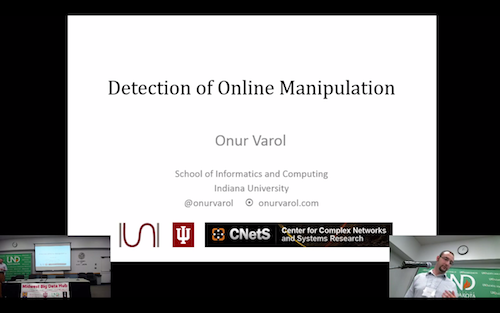 Detection of Online Manipulation
Onur Varol
School of Informatics and Computing
Indiana University
@onurvarol ⦿ onurvarol.com
IUNI
CNetS
Center for Complex Networks
and Systems Research
UND
Midwest Big Data Hub